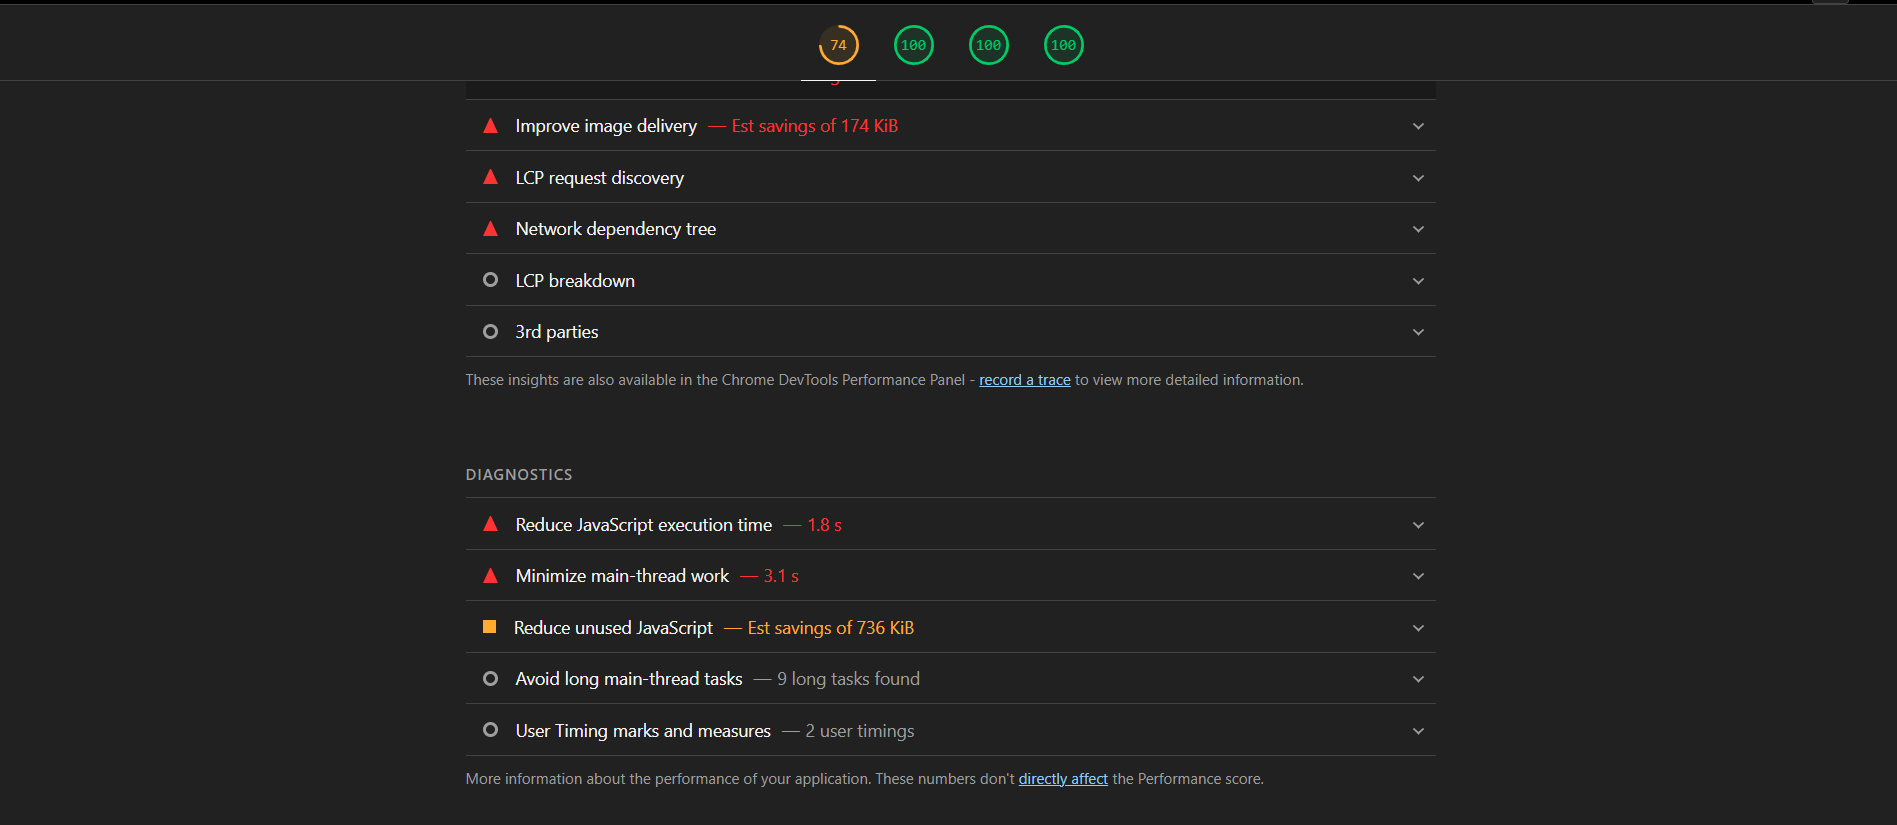 74 100 100 100
Improve image delivery — Est savings of 174 KiB
LCP request discovery
Network dependency tree
LCP breakdown
3rd parties
These insights are also available in the Chrome DevTools Performance Panel - record a trace to view more detailed information.
DIAGNOSTICS
Reduce JavaScript execution time — 1.8 s
Minimize main-thread work — 3.1 s
Reduce unused JavaScript — Est savings of 736 KiB
Avoid long main-thread tasks — 9 long tasks found
User Timing marks and measures — 2 user timings
More information about the performance of your application. These numbers don't directly affect the Performance score.